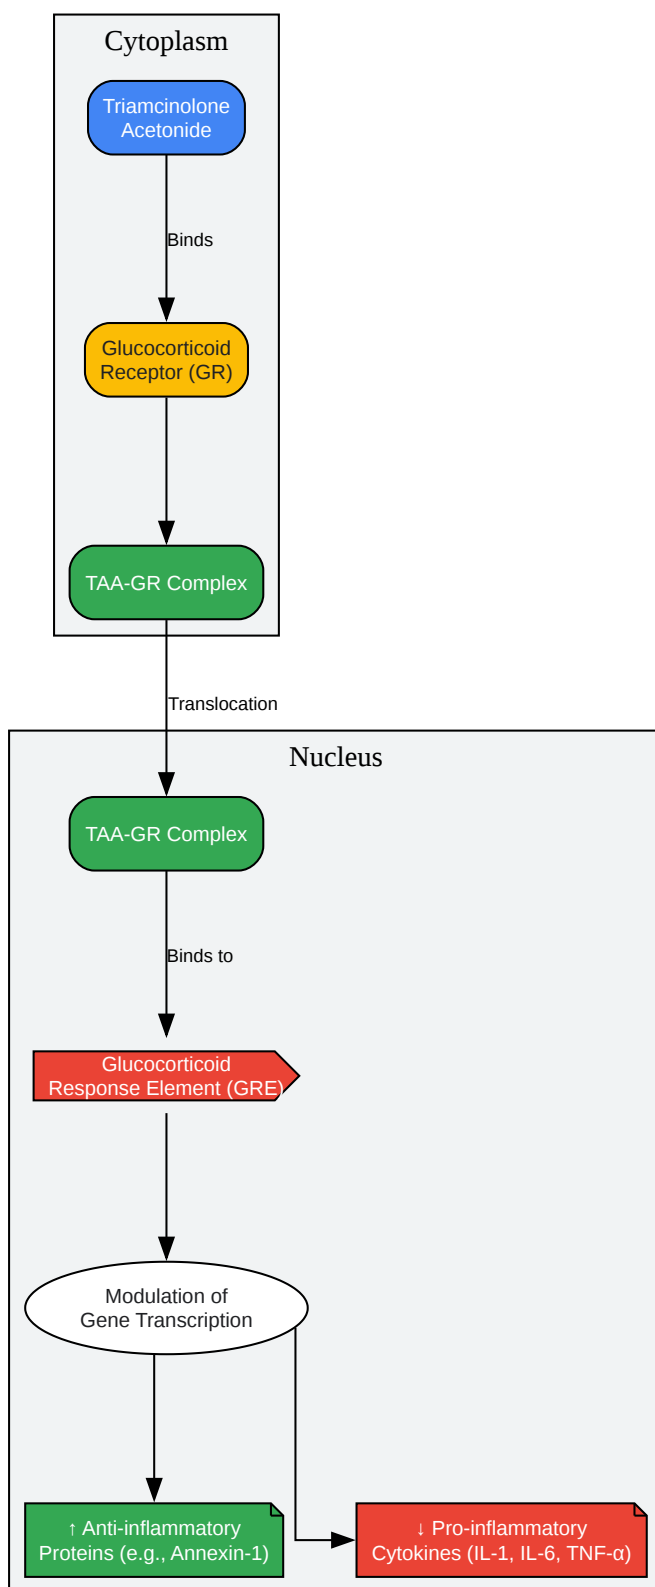 Cytoplasm
Triamcinolone
Acetonide
Binds
Glucocorticoid
Receptor (GR)
TAA-GR Complex
Translocation
Nucleus
TAA-GR Complex
Binds to
Glucocorticoid
Response Element (GRE)
Modulation of
Gene Transcription
↑ Anti-inflammatory
Proteins (e.g., Annexin-1)
↓ Pro-inflammatory
Cytokines (IL-1, IL-6, TNF-α)